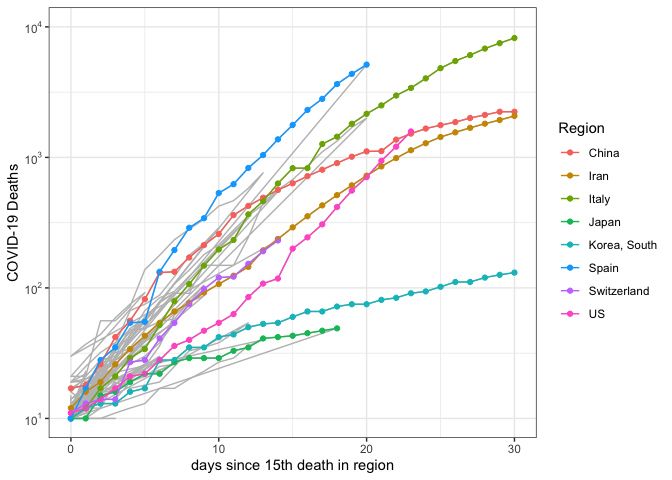 10⁴
10³
10²
10¹
COVID-19 Deaths
0
10
20
30
days since 15th death in region
Region
China
Iran
Italy
Japan
Korea, South
Spain
Switzerland
US